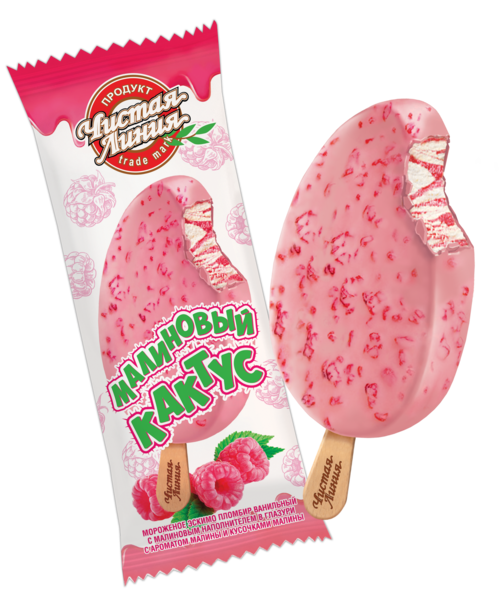 ПРОДУКТ
Чистая
Линия
trade mark
МАЛИНОВЫЙ
КАКТУС
МОРОЖЕНОЕ ЭСКИМО ПЛОМБИР ВАНИЛЬНЫЙ
С МАЛИНОВЫМ НАПОЛНИТЕЛЕМ В ГЛАЗУРИ
С АРОМАТОМ МАЛИНЫ И КУСОЧКАМИ МАЛИНЫ
Чистая
Линия
Чистая
Линия